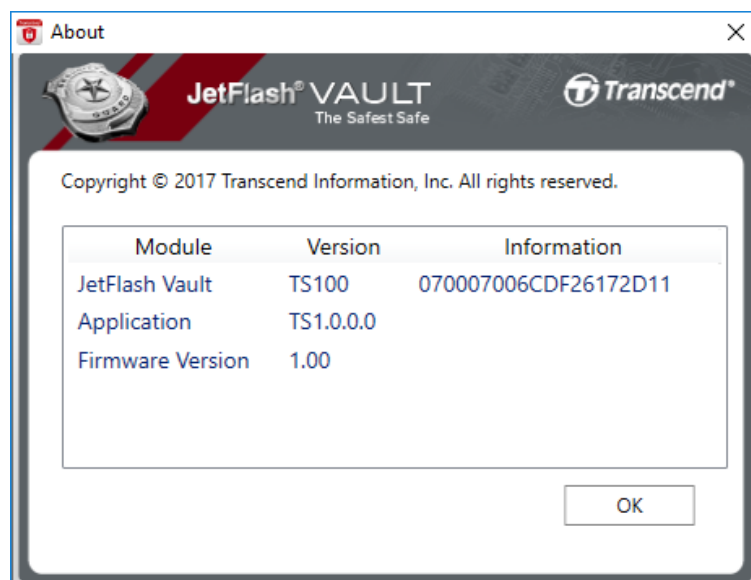 About
JetFlash® VAULT
The Safest Safe
Transcend®
GUARD
Copyright © 2017 Transcend Information, Inc. All rights reserved.
Module Version Information
JetFlash Vault TS100 070007006CDF26172D11
Application TS1.0.0.0
Firmware Version 1.00
OK